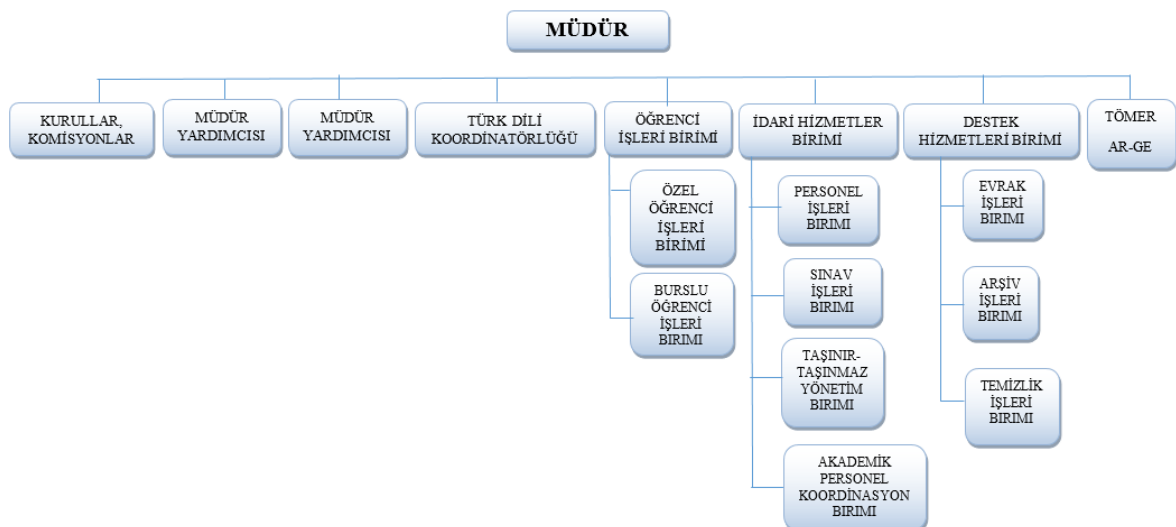 MÜDÜR
KURULLAR,
KOMİSYONLAR
MÜDÜR
YARDIMCISI
MÜDÜR
YARDIMCISI
TÜRK DİLİ
KOORDİNATÖRLÜĞÜ
ÖĞRENCİ
İŞLERİ BİRİMİ
İDARİ HİZMETLER
BİRİMİ
DESTEK
HİZMETLERİ BİRİMİ
TÖMER
AR-GE
ÖZEL
ÖĞRENCİ
İŞLERİ
BİRİMİ
BURSLU
ÖĞRENCİ
İŞLERİ
BIRIMI
PERSONEL
İŞLERİ
BIRIMI
SINAV
İŞLERİ
BIRIMI
TAŞINIR-
TAŞINMAZ
YÖNETİM
BIRIMI
AKADEMİK
PERSONEL
KOORDİNASYON
BIRIMI
EVRAK
İŞLERİ
BIRIMI
ARŞİV
İŞLERİ
BIRIMI
TEMİZLİK
İŞLERİ
BIRIMI